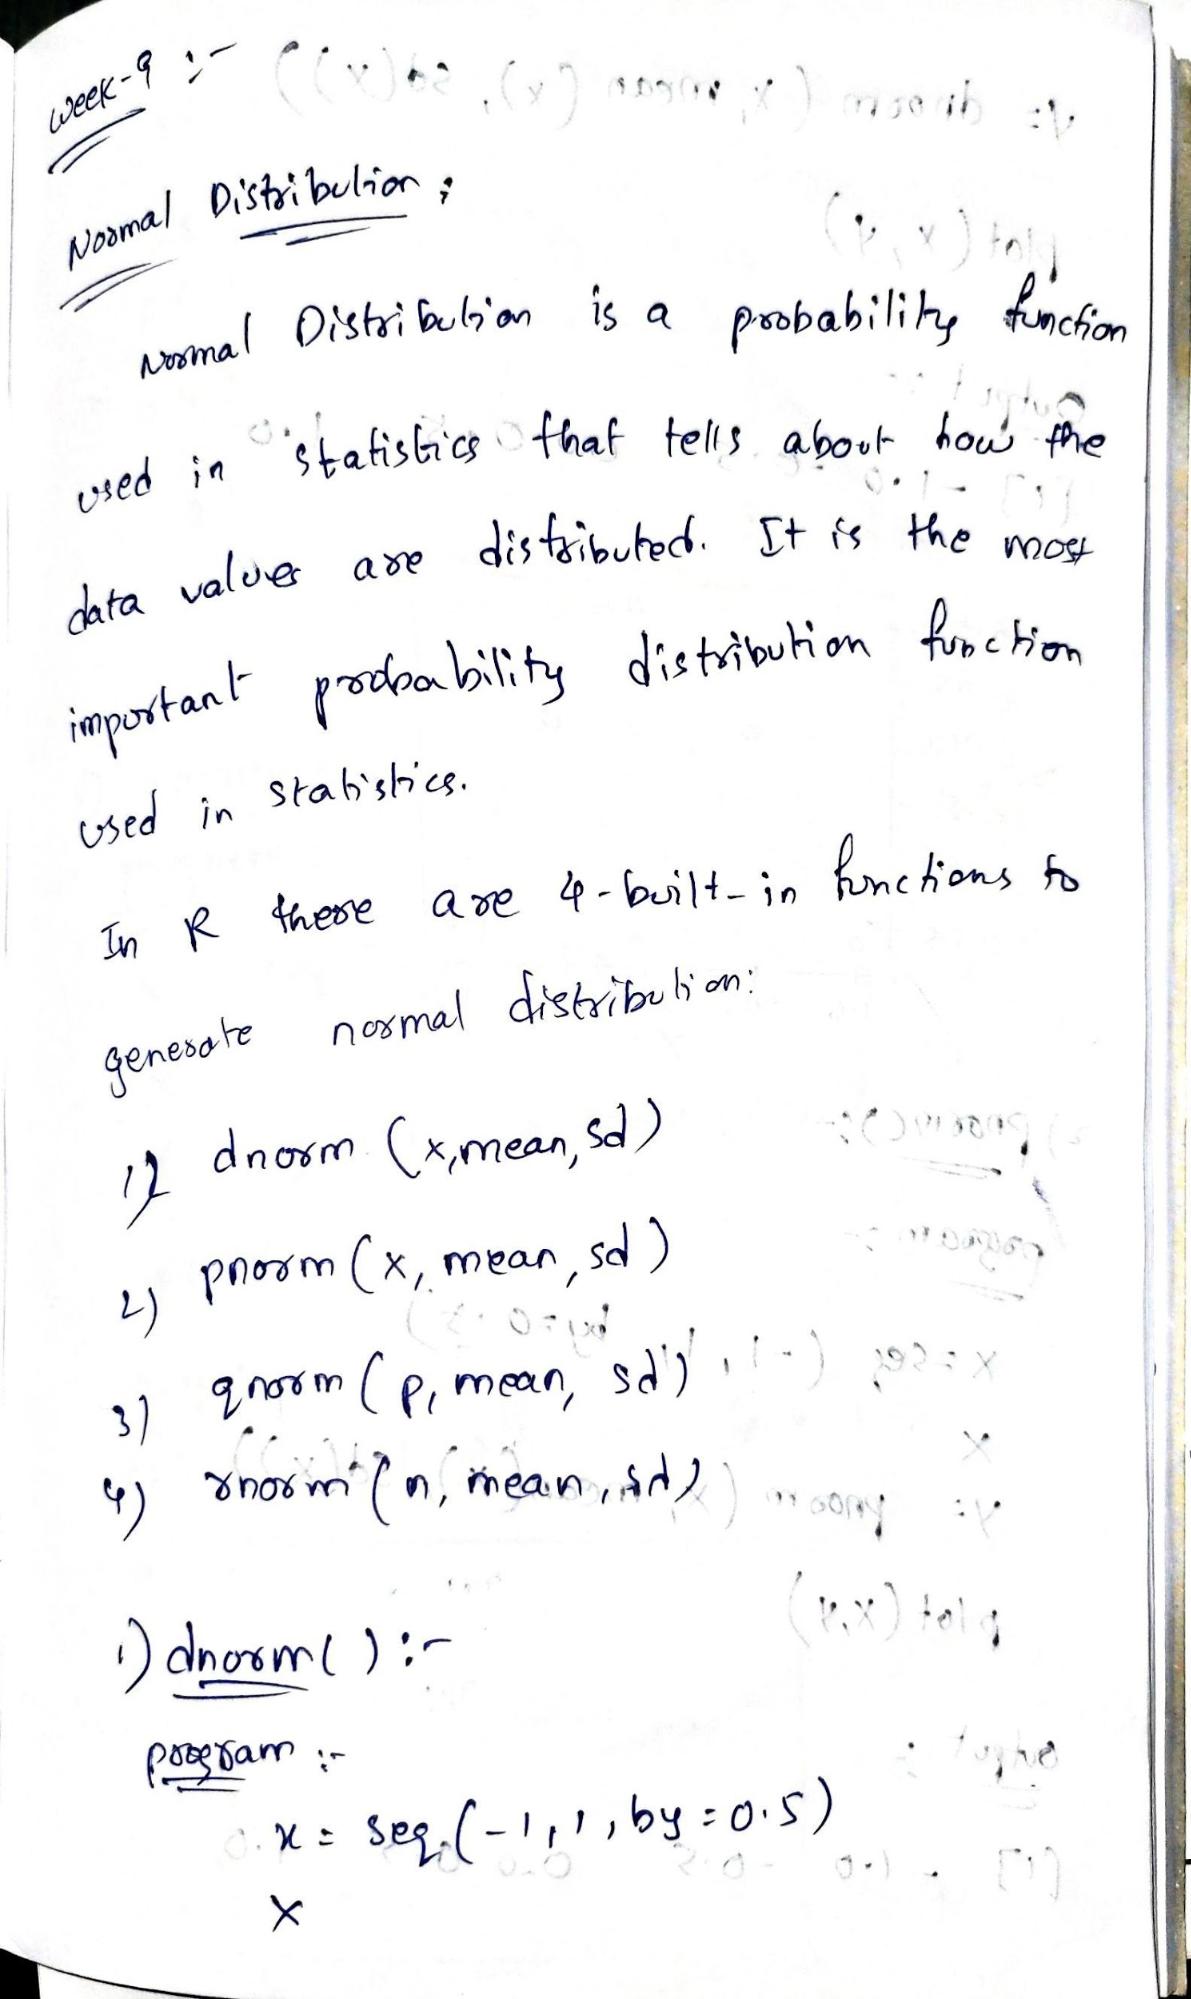 Week-9 :-
Normal Distribution ;
Normal Distribution is a probability function
used in statistics that tells about how the
data values are distributed. It is the most
important probability distribution function
used in statistics.
In R there are 4-built-in functions to
generate normal distribution:
1) dnorm (x,mean,sd)
2) pnorm (x, mean, sd)
3) qnorm (p, mean, sd)
4) rnorm (n, mean, sd)
1) dnorm( ) :-
program :-
x = seq (-1,1, by=0.5)
x